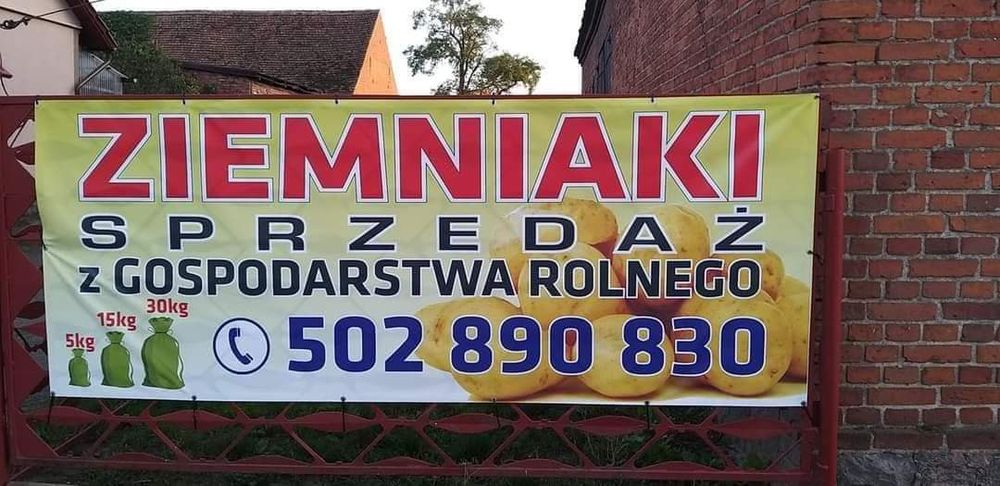 ZIEMNIAKI
SPRZEDAŻ
z GOSPODARSTWA ROLNEGO
5kg 15kg 30kg
502 890 830